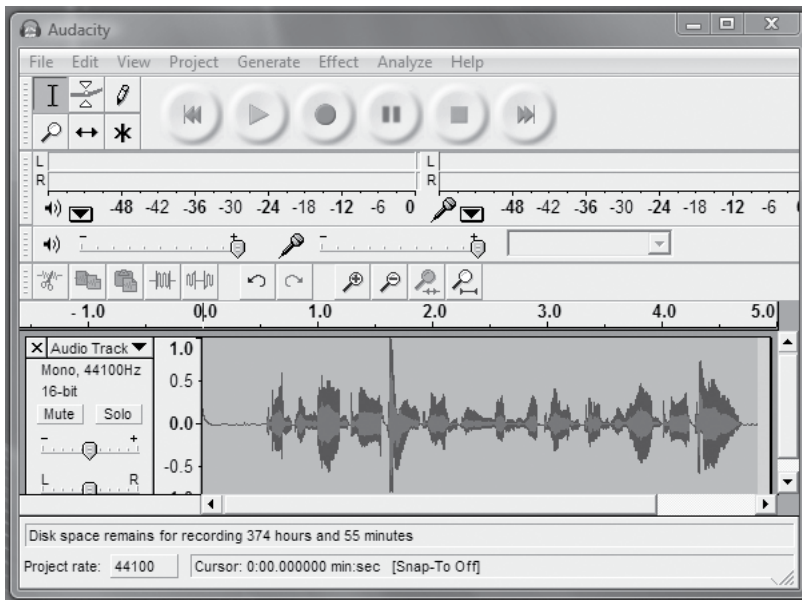 Audacity
File Edit View Project Generate Effect Analyze Help
L
R
-48 -42 -36 -30 -24 -18 -12 -6 0
L
R
-48 -42 -36 -30 -24 -18 -12 -6
- +
- +
- 1.0 0.0 1.0 2.0 3.0 4.0 5.0
X Audio Track
Mono, 44100Hz
16-bit
Mute Solo
- +
L R
1.0
0.5
0.0
-0.5
Disk space remains for recording 374 hours and 55 minutes
Project rate: 44100 Cursor: 0:00.000000 min:sec [Snap-To Off]